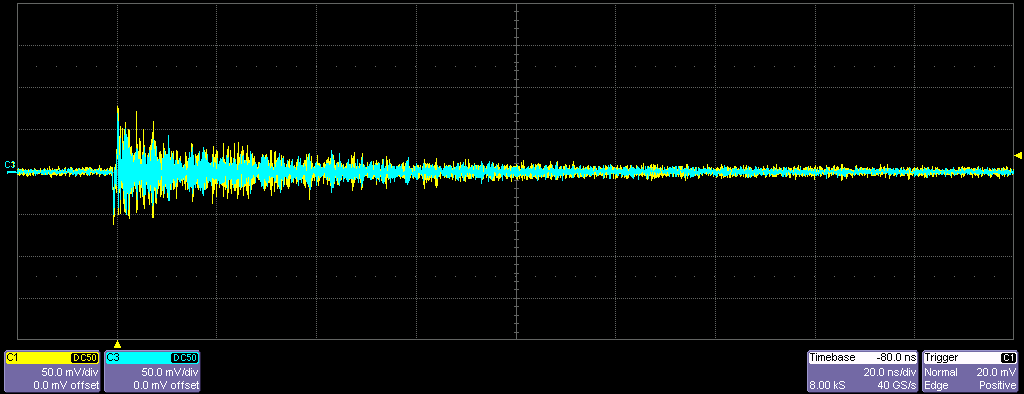 C3
C1 DC50
50.0 mV/div
0.0 mV offset
C3 DC50
50.0 mV/div
0.0 mV offset
Timebase -80.0 ns
20.0 ns/div
8.00 kS 40 GS/s
Trigger C1
Normal 20.0 mV
Edge Positive